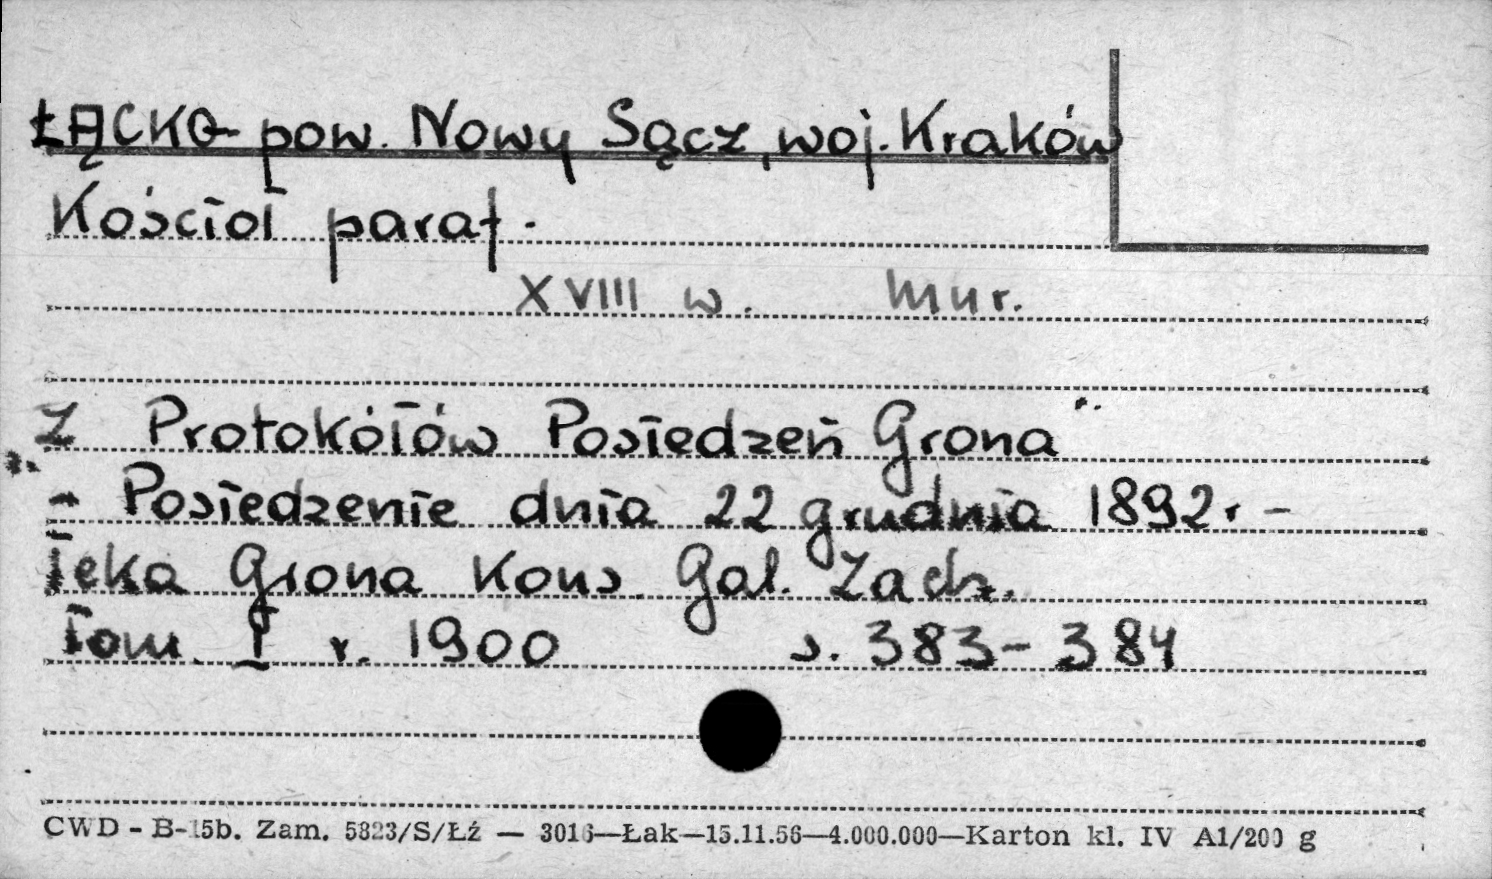 ŁĄCKO pow. Nowy Sącz, woj. Kraków
Kościół paraf.
XVIII w. mur.
Z Protokółów Posiedzeń Grona
- Posiedzenie dnia 22 grudnia 1892r. -
Teka Grona Kons. Gal. Zach.
Tom. I r. 1900 s. 383-384
CWD - B-15b. Zam. 5823/S/Łź — 3016—Łak—15.11.56—4.000.000—Karton kl. IV A1/200 g